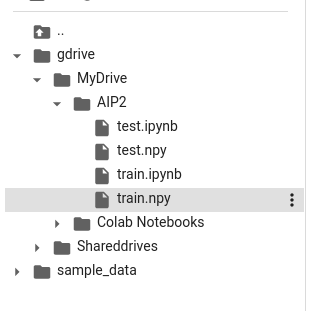 ..
gdrive
MyDrive
AIP2
test.ipynb
test.npy
train.ipynb
train.npy
Colab Notebooks
Shareddrives
sample_data